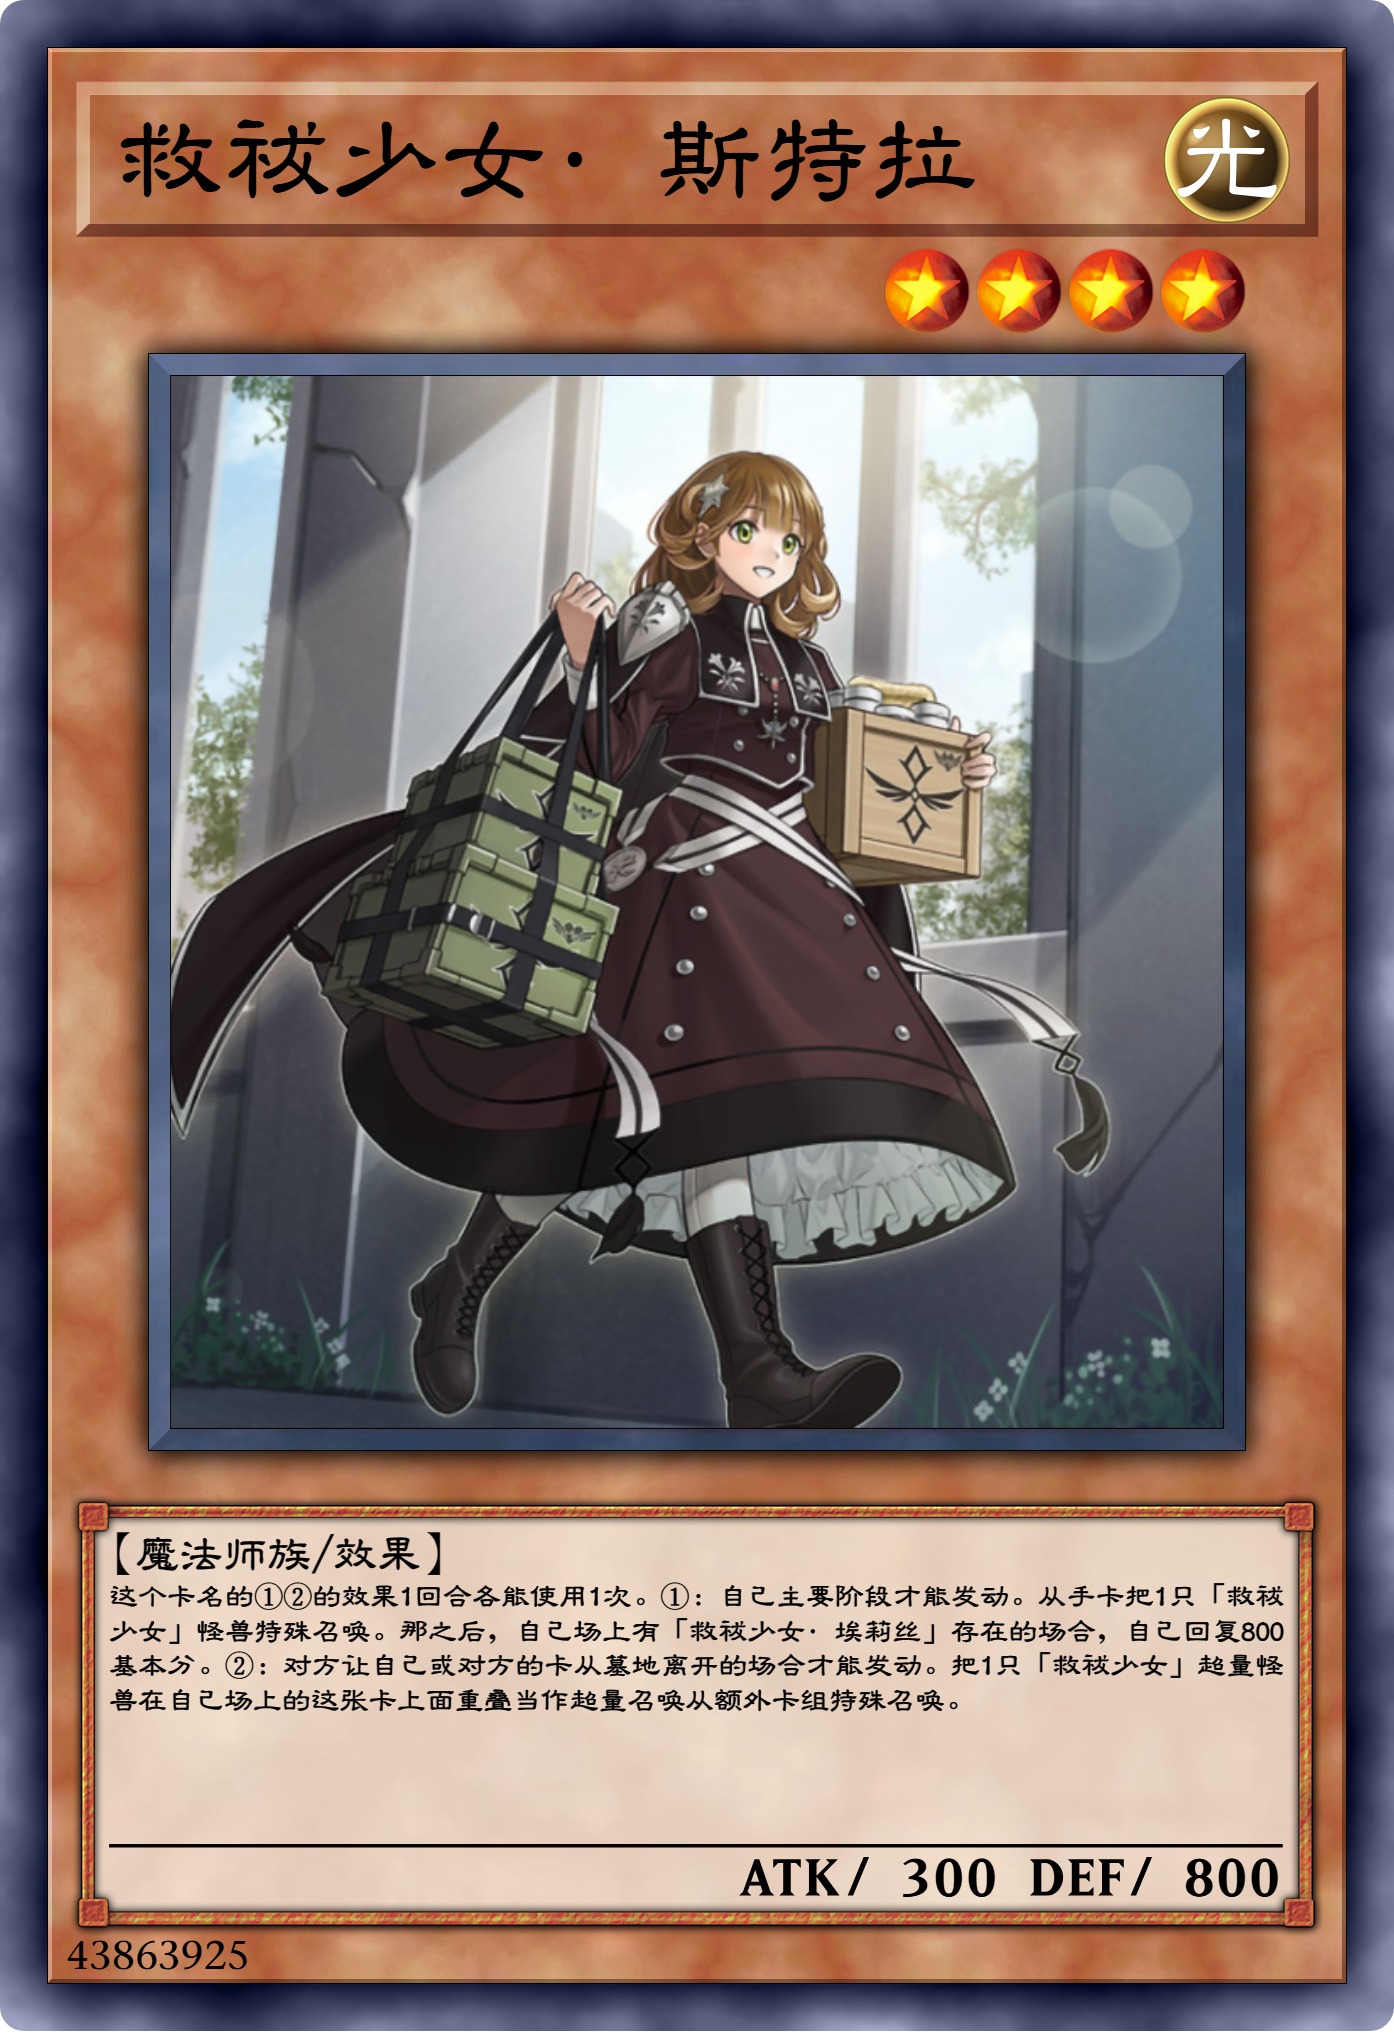 救祓少女·斯特拉
光
【魔法师族/效果】
这个卡名的①②的效果1回合各能使用1次。①：自己主要阶段才能发动。从手卡把1只「救祓
少女」怪兽特殊召唤。那之后，自己场上有「救祓少女·埃莉丝」存在的场合，自己回复800
基本分。②：对方让自己或对方的卡从墓地离开的场合才能发动。把1只「救祓少女」超量怪
兽在自己场上的这张卡上面重叠当作超量召唤从额外卡组特殊召唤。
ATK/ 300 DEF/ 800
43863925